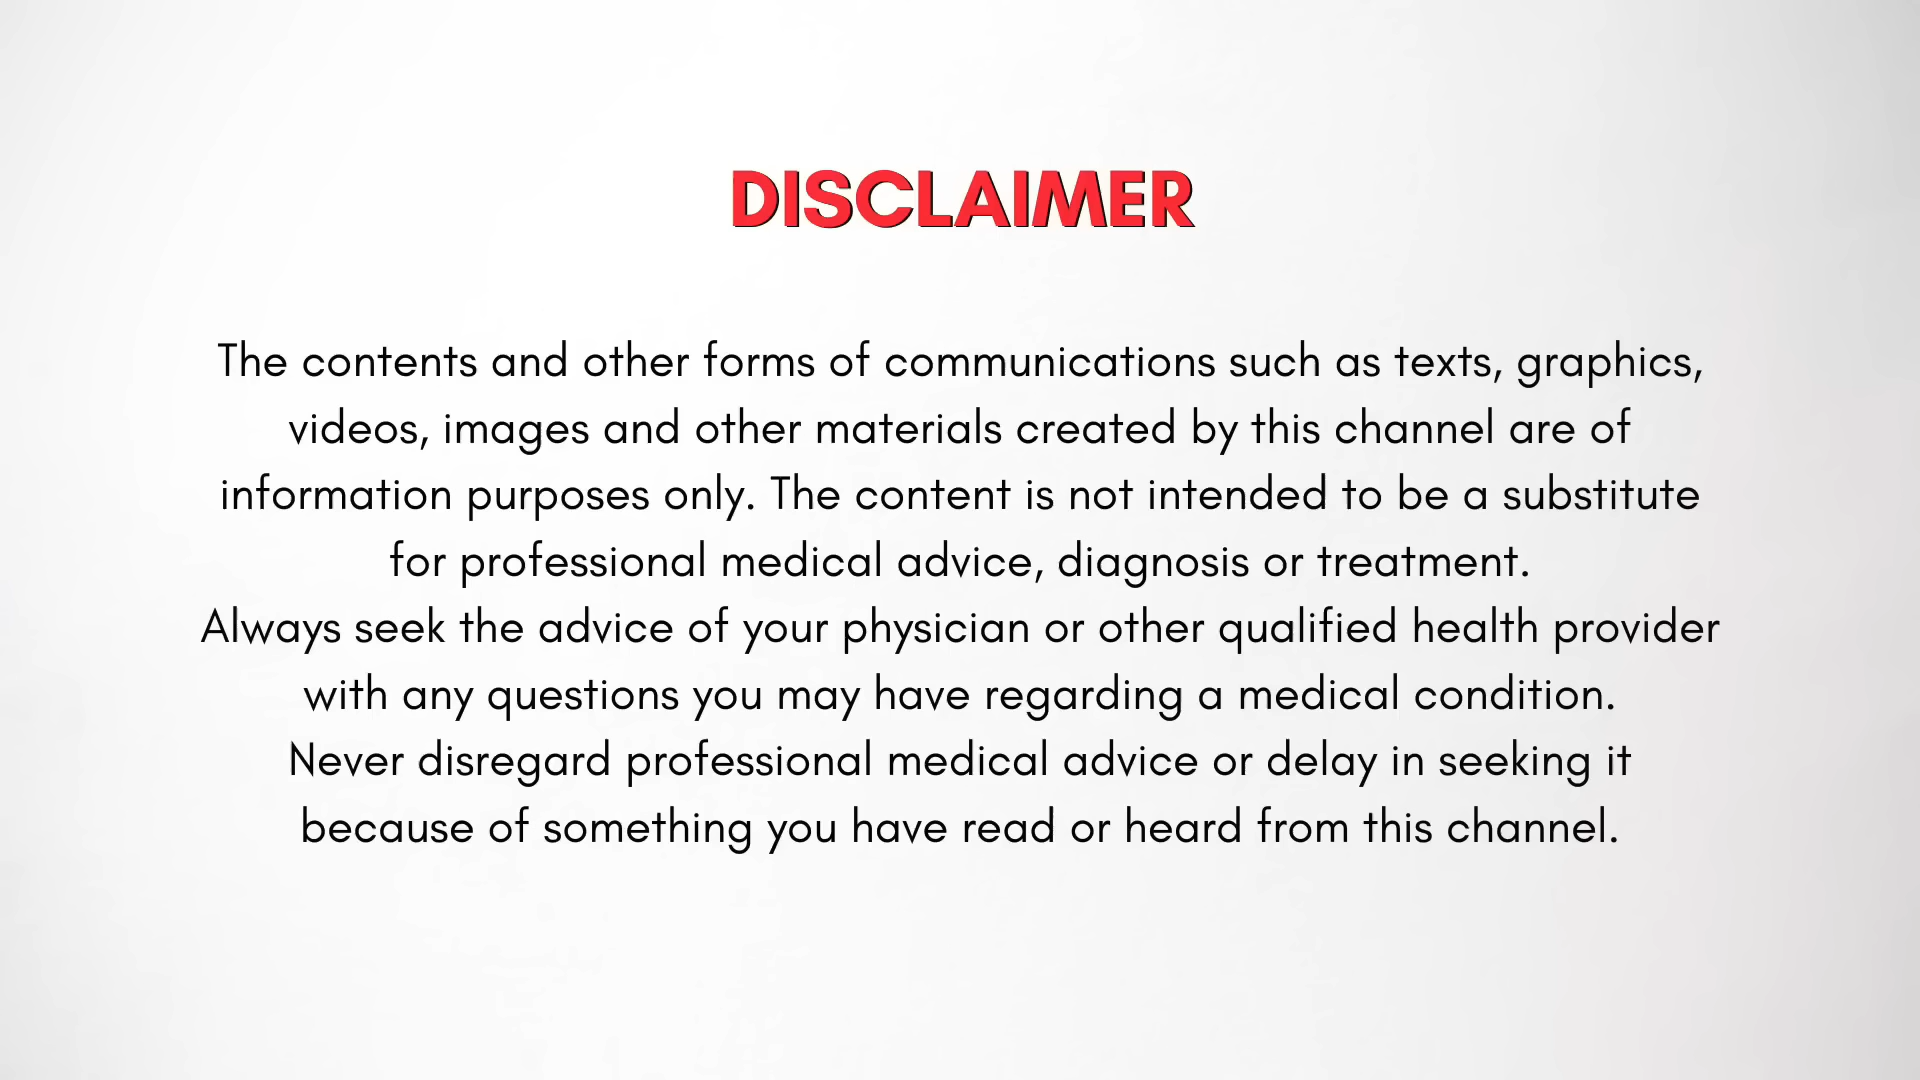 DISCLAIMER
The contents and other forms of communications such as texts, graphics,
videos, images and other materials created by this channel are of
information purposes only. The content is not intended to be a substitute
for professional medical advice, diagnosis or treatment.
Always seek the advice of your physician or other qualified health provider
with any questions you may have regarding a medical condition.
Never disregard professional medical advice or delay in seeking it
because of something you have read or heard from this channel.